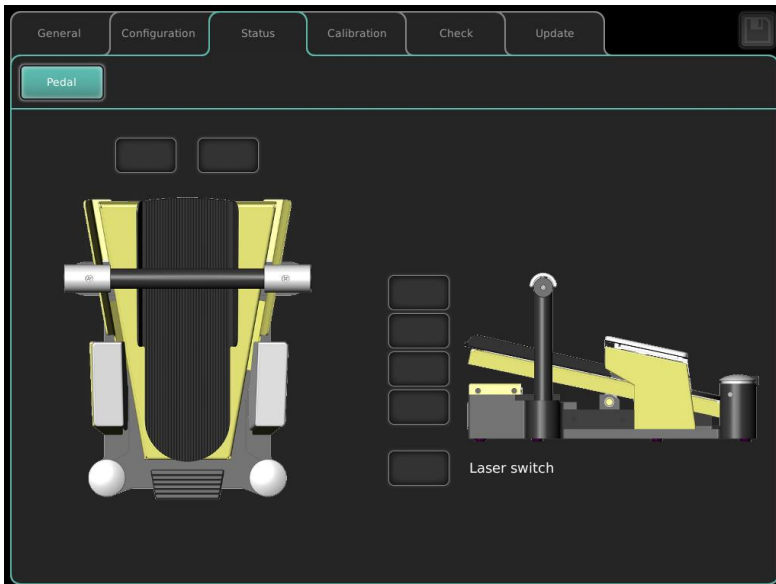 General Configuration Status Calibration Check Update
Pedal
Laser switch